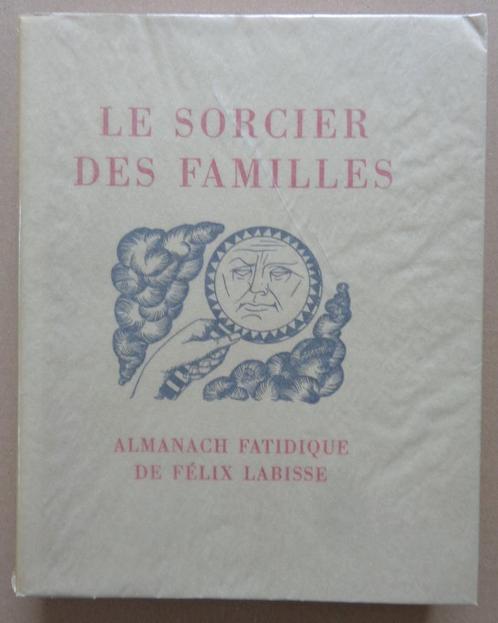 LE SORCIER
DES FAMILLES
ALMANACH FATIDIQUE
DE FÉLIX LABISSE